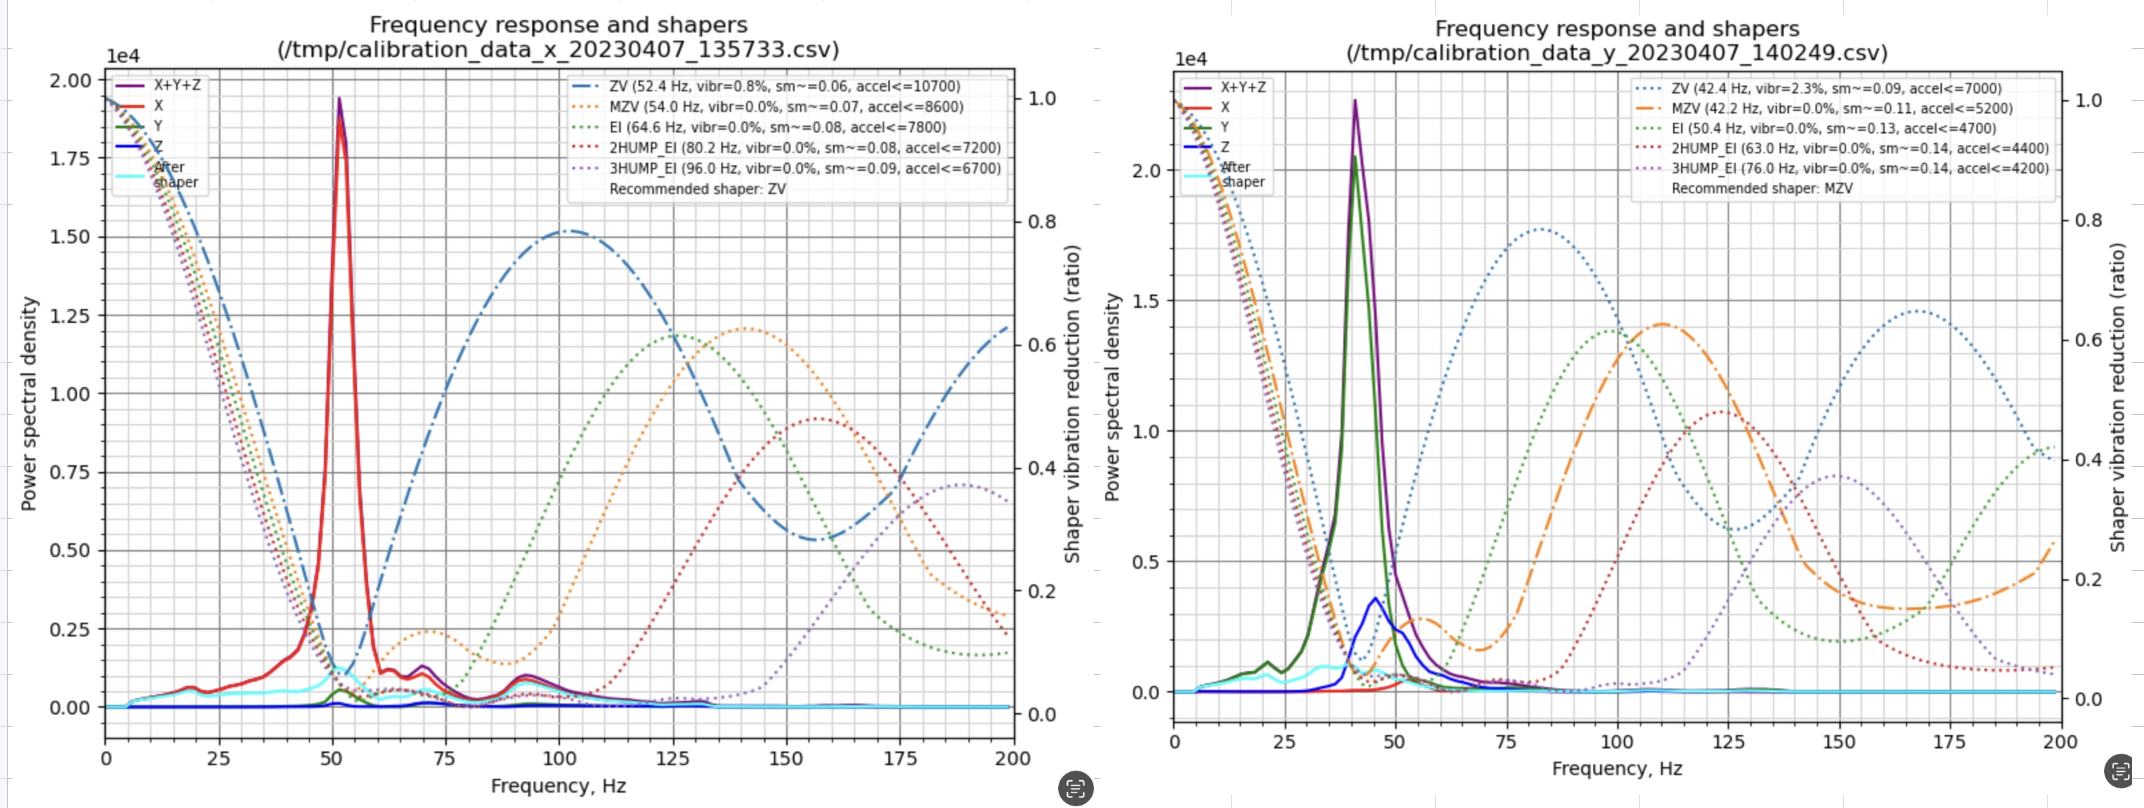 Frequency response and shapers
(/tmp/calibration_data_x_20230407_135733.csv)
1e4
X+Y+Z
X
Y
Z
After
shaper
ZV (52.4 Hz, vibr=0.8%, sm~=0.06, accel<=10700)
MZV (54.0 Hz, vibr=0.0%, sm~=0.07, accel<=8600)
EI (64.6 Hz, vibr=0.0%, sm~=0.08, accel<=7800)
2HUMP_EI (80.2 Hz, vibr=0.0%, sm~=0.08, accel<=7200)
3HUMP_EI (96.0 Hz, vibr=0.0%, sm~=0.09, accel<=6700)
Recommended shaper: ZV
Power spectral density
2.00
1.75
1.50
1.25
1.00
0.75
0.50
0.25
0.00
1.0
0.8
0.6
0.4
0.2
0.0
Shaper vibration reduction (ratio)
0 25 50 75 100 125 150 175 200
Frequency, Hz
Frequency response and shapers
(/tmp/calibration_data_y_20230407_140249.csv)
1e4
X+Y+Z
X
Y
Z
After
shaper
ZV (42.4 Hz, vibr=2.3%, sm~=0.09, accel<=7000)
MZV (42.2 Hz, vibr=0.0%, sm~=0.11, accel<=5200)
EI (50.4 Hz, vibr=0.0%, sm~=0.13, accel<=4700)
2HUMP_EI (63.0 Hz, vibr=0.0%, sm~=0.14, accel<=4400)
3HUMP_EI (76.0 Hz, vibr=0.0%, sm~=0.14, accel<=4200)
Recommended shaper: MZV
Power spectral density
2.0
1.5
1.0
0.5
0.0
1.0
0.8
0.6
0.4
0.2
0.0
Shaper vibration reduction (ratio)
0 25 50 75 100 125 150 175 200
Frequency, Hz